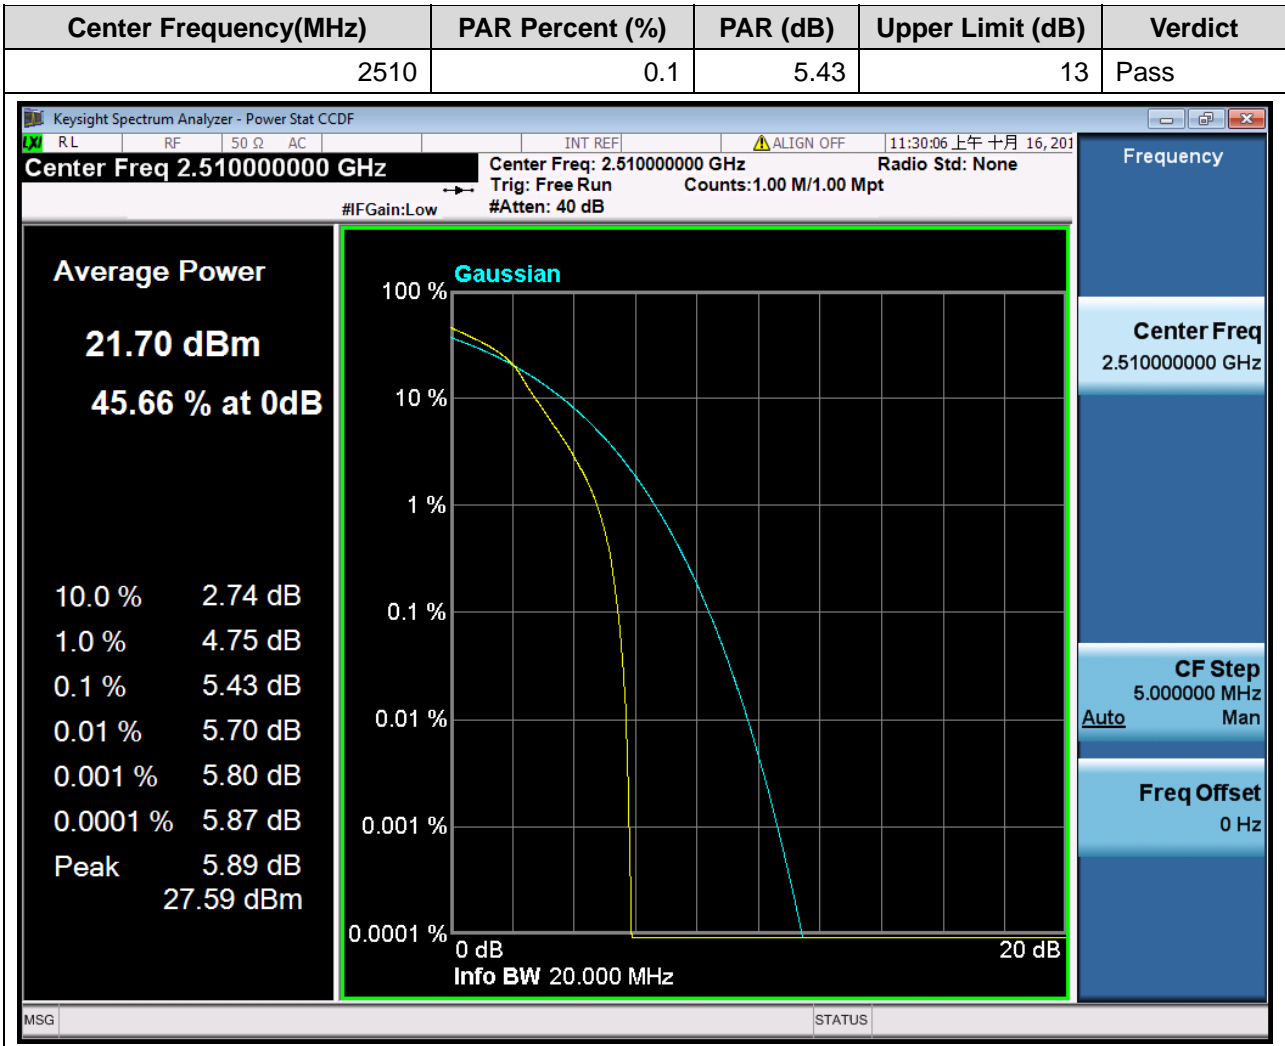 Center Frequency(MHz) PAR Percent (%) PAR (dB) Upper Limit (dB) Verdict
2510 0.1 5.43 13 Pass
Keysight Spectrum Analyzer - Power Stat CCDF
LXI RL RF 50 Ω AC INT REF ALIGN OFF 11:30:06 上午 十月 16, 201
Center Freq 2.510000000 GHz
Center Freq: 2.510000000 GHz Radio Std: None
Trig: Free Run Counts:1.00 M/1.00 Mpt
#IFGain:Low #Atten: 40 dB
Frequency
Average Power
21.70 dBm
45.66 % at 0dB
10.0 % 2.74 dB
1.0 % 4.75 dB
0.1 % 5.43 dB
0.01 % 5.70 dB
0.001 % 5.80 dB
0.0001 % 5.87 dB
Peak 5.89 dB
27.59 dBm
Gaussian
100 %
10 %
1 %
0.1 %
0.01 %
0.001 %
0.0001 %
0 dB 20 dB
Info BW 20.000 MHz
Center Freq
2.510000000 GHz
CF Step
5.000000 MHz
Auto Man
Freq Offset
0 Hz
MSG STATUS